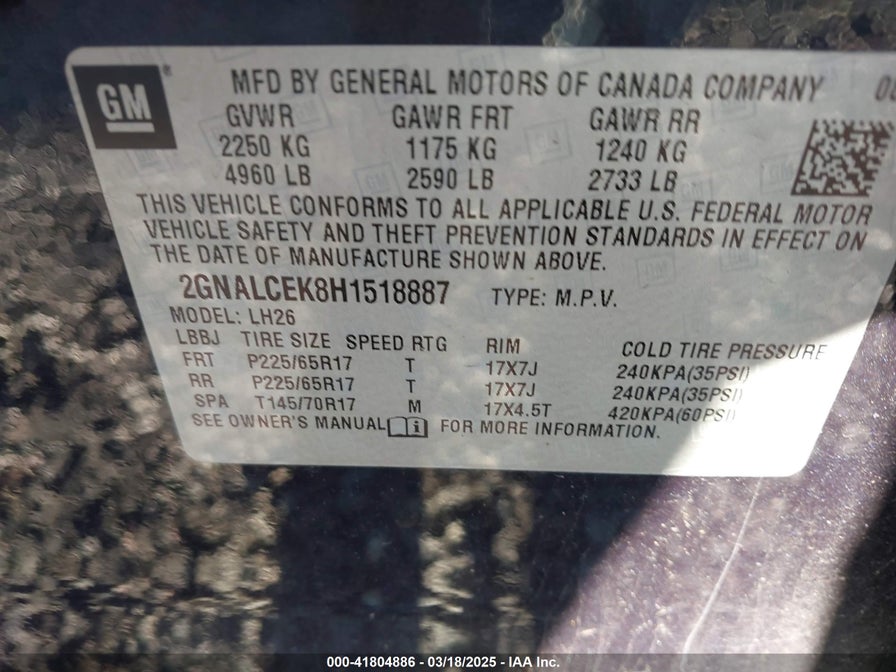 GM ® MFD BY GENERAL MOTORS OF CANADA COMPANY
GVWR GAWR FRT GAWR RR
2250 KG 1175 KG 1240 KG
4960 LB 2590 LB 2733 LB
THIS VEHICLE CONFORMS TO ALL APPLICABLE U.S. FEDERAL MOTOR
VEHICLE SAFETY AND THEFT PREVENTION STANDARDS IN EFFECT ON
THE DATE OF MANUFACTURE SHOWN ABOVE.
2GNALCEK8H1518887 TYPE: M.P.V.
MODEL: LH26
LBBJ TIRE SIZE SPEED RTG RIM COLD TIRE PRESSURE
FRT P225/65R17 T 17X7J 240KPA(35PSI)
RR P225/65R17 T 17X7J 240KPA(35PSI)
SPA T145/70R17 M 17X4.5T 420KPA(60PSI)
SEE OWNER'S MANUAL FOR MORE INFORMATION.
000-41804886 - 03/18/2025 - IAA Inc.